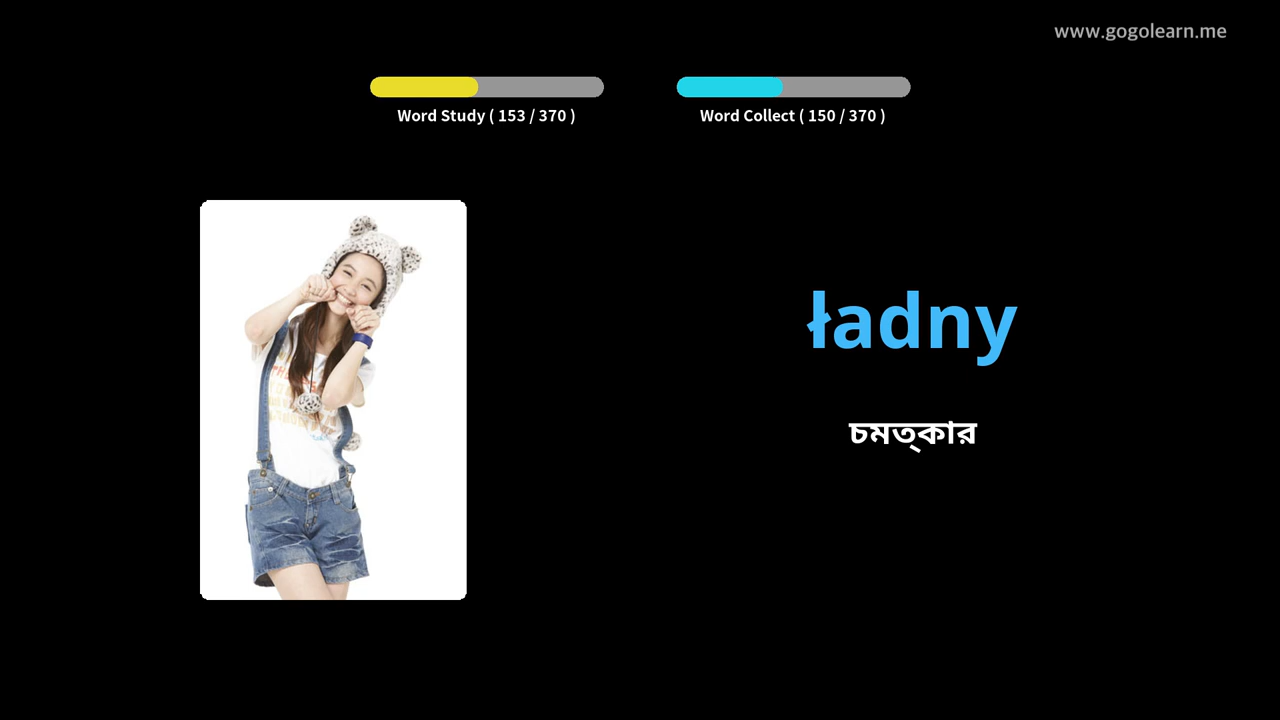 www.gogolearn.me
Word Study ( 153 / 370 )
Word Collect ( 150 / 370 )
ładny
চমত্কার